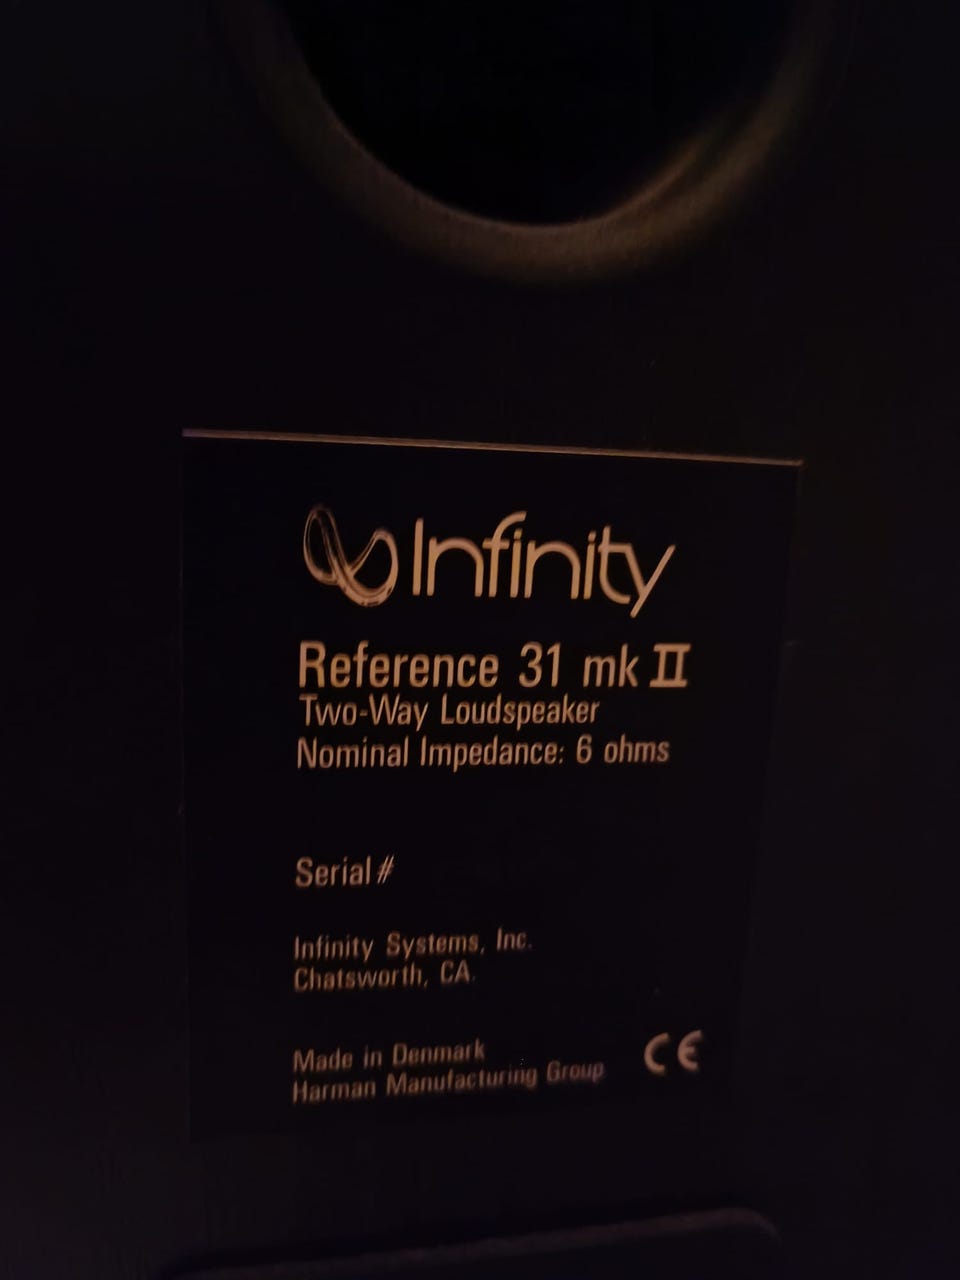 Infinity
Reference 31 mk II
Two-Way Loudspeaker
Nominal Impedance: 6 ohms
Serial#
Infinity Systems, Inc.
Chatsworth, CA.
Made in Denmark
Harman Manufacturing Group
CE